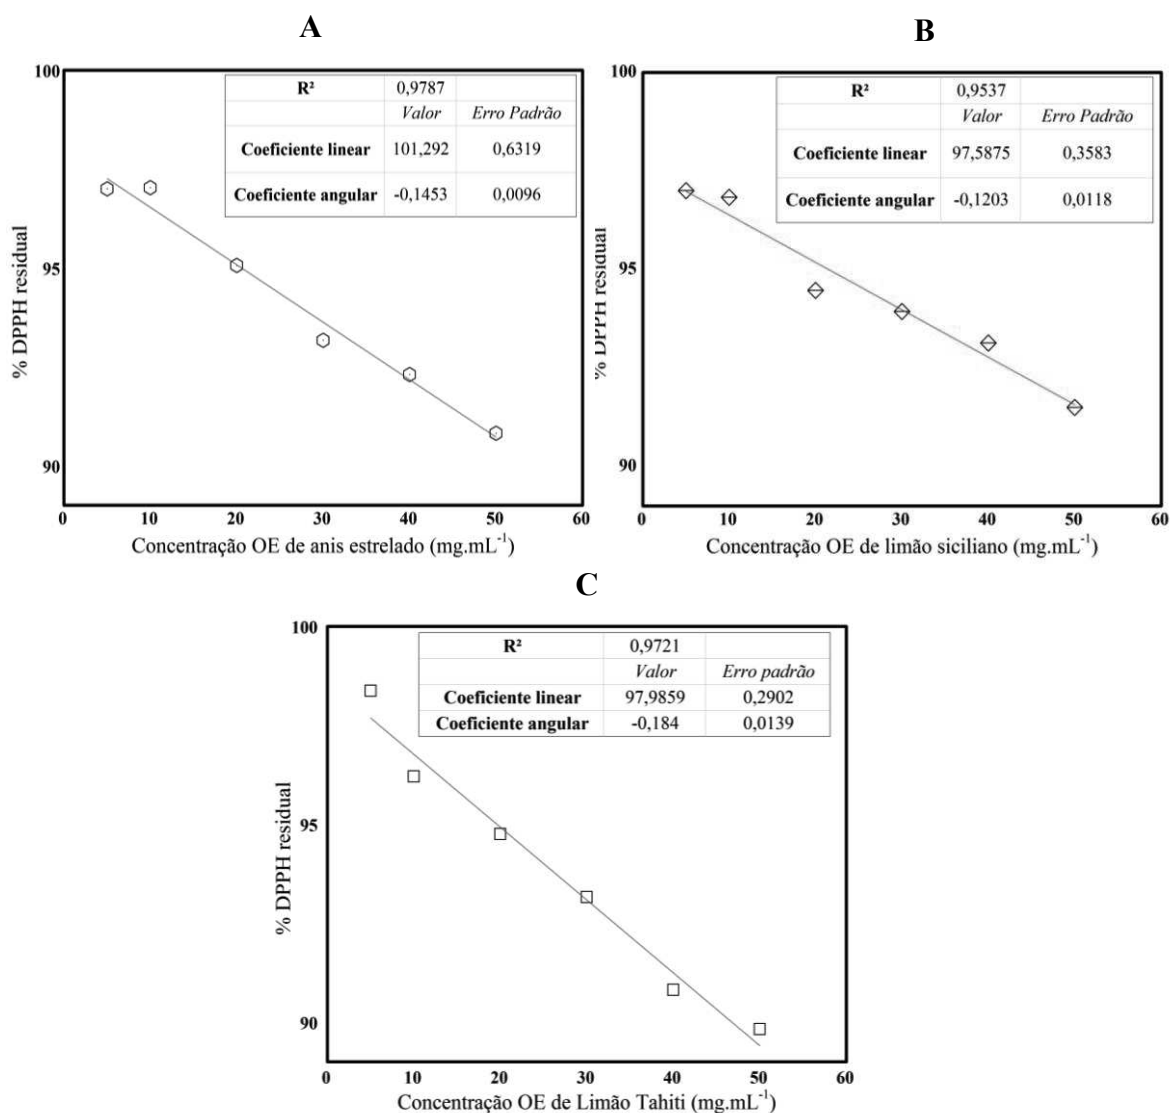 A
100
R² 0,9787
Valor Erro Padrão
Coeficiente linear 101,292 0,6319
Coeficiente angular -0,1453 0,0096
95
90
% DPPH residual
0 10 20 30 40 50 60
Concentração OE de anis estrelado (mg.mL⁻¹)
B
100
R² 0,9537
Valor Erro Padrão
Coeficiente linear 97,5875 0,3583
Coeficiente angular -0,1203 0,0118
95
90
% DPPH residual
0 10 20 30 40 50 60
Concentração OE de limão siciliano (mg.mL⁻¹)
C
100
R² 0,9721
Valor Erro padrão
Coeficiente linear 97,9859 0,2902
Coeficiente angular -0,184 0,0139
95
90
% DPPH residual
0 10 20 30 40 50 60
Concentração OE de Limão Tahiti (mg.mL⁻¹)